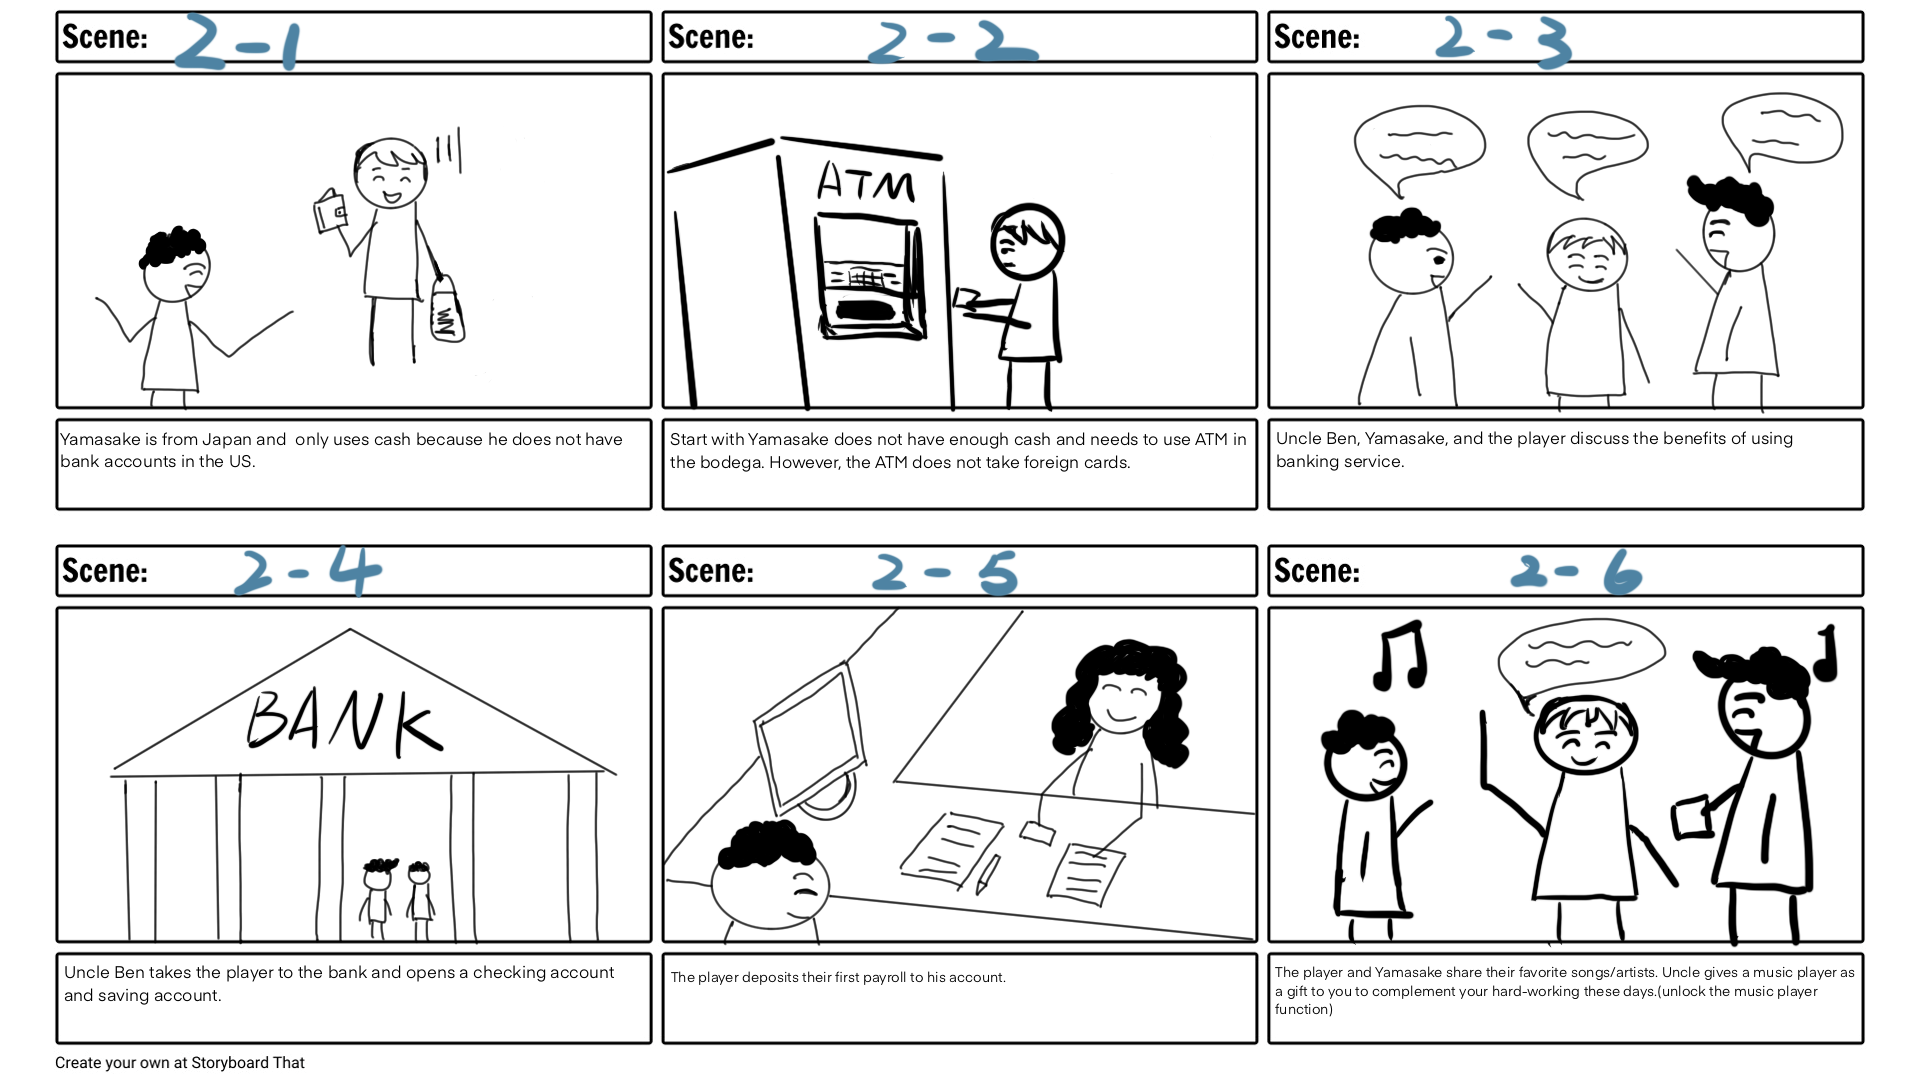 Scene: 2-1
Scene: 2-2
Scene: 2-3
ATM
Yamasake is from Japan and only uses cash because he does not have
bank accounts in the US.
Start with Yamasake does not have enough cash and needs to use ATM in
the bodega. However, the ATM does not take foreign cards.
Uncle Ben, Yamasake, and the player discuss the benefits of using
banking service.
Scene: 2-4
Scene: 2-5
Scene: 2-6
BANK
Uncle Ben takes the player to the bank and opens a checking account
and saving account.
The player deposits their first payroll to his account.
The player and Yamasake share their favorite songs/artists. Uncle gives a music player as
a gift to you to complement your hard-working these days.(unlock the music player
function)
Create your own at Storyboard That